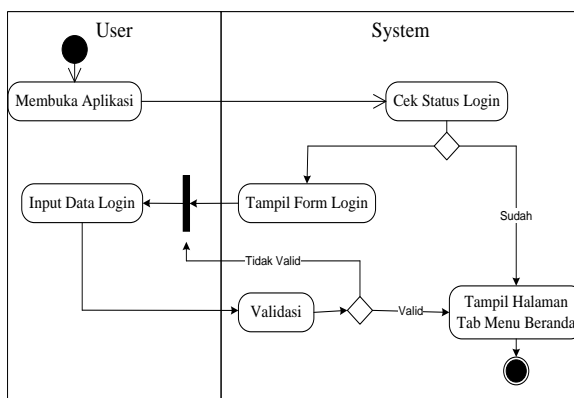 User
System
Membuka Aplikasi
Cek Status Login
Input Data Login
Tampil Form Login
Sudah
Tidak Valid
Validasi
Valid
Tampil Halaman
Tab Menu Beranda